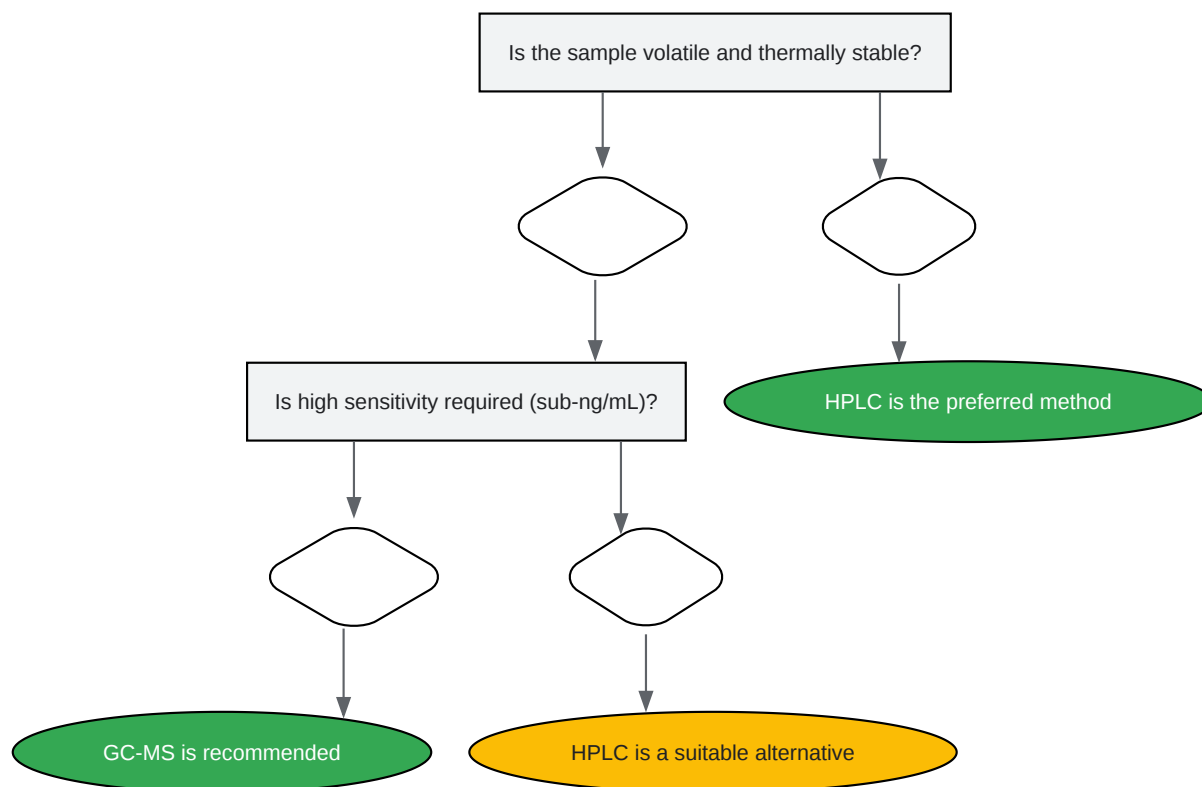 Is the sample volatile and thermally stable?
Is high sensitivity required (sub-ng/mL)?
HPLC is the preferred method
GC-MS is recommended
HPLC is a suitable alternative